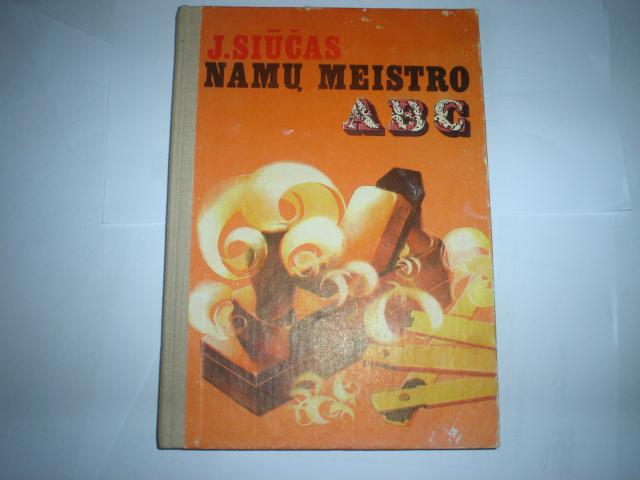 J. SIŪČAS
NAMŲ MEISTRO
ABC